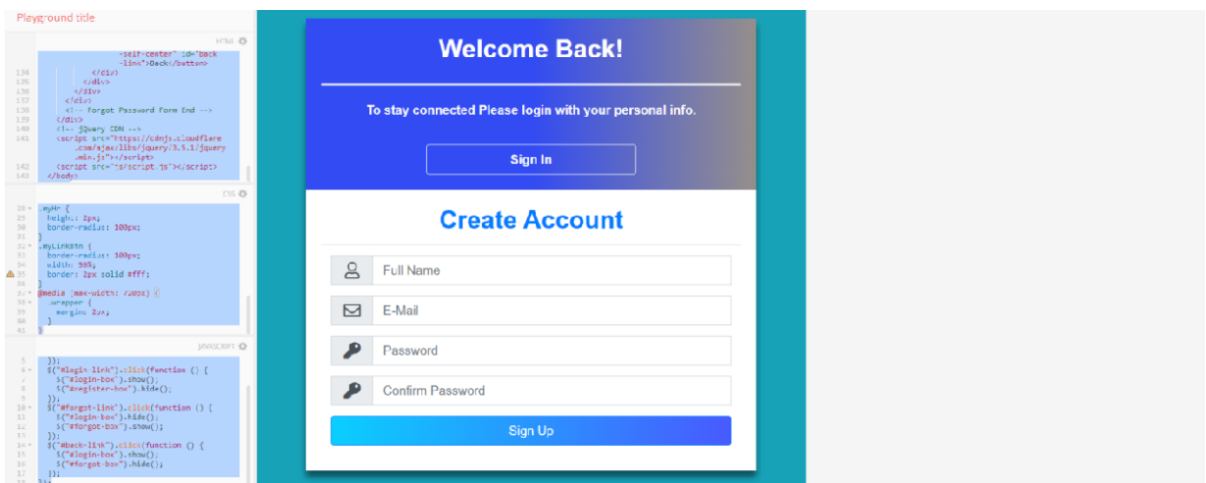 Playground title
HTML
-self-center" id="back
-link">Back</button>
134 </div>
135 </div>
136 </div>
137 </div>
138 <!-- Forgot Password Form End -->
139 </div>
140 <!-- jQuery CDN -->
141 <script src="https://cdnjs.cloudflare
.com/ajax/libs/jquery/3.5.1/jquery
.min.js"></script>
142 <script src="js/script.js"></script>
143 </body>
CSS
28 .myHr {
29 height: 2px;
30 border-radius: 100px;
31 }
32 .myLinkBtn {
33 border-radius: 100px;
34 width: 50%;
35 border: 2px solid #fff;
36 }
37 @media (max-width: 720px) {
38 .wrapper {
39 margin: 2px;
40 }
41 }
JAVASCRIPT
5 });
6 $("#login-link").click(function () {
7 $("#login-box").show();
8 $("#register-box").hide();
9 });
10 $("#forgot-link").click(function () {
11 $("#login-box").hide();
12 $("#forgot-box").show();
13 });
14 $("#back-link").click(function () {
15 $("#login-box").show();
16 $("#forgot-box").hide();
17 });
Welcome Back!
To stay connected Please login with your personal info.
Sign In
Create Account
Full Name
E-Mail
Password
Confirm Password
Sign Up